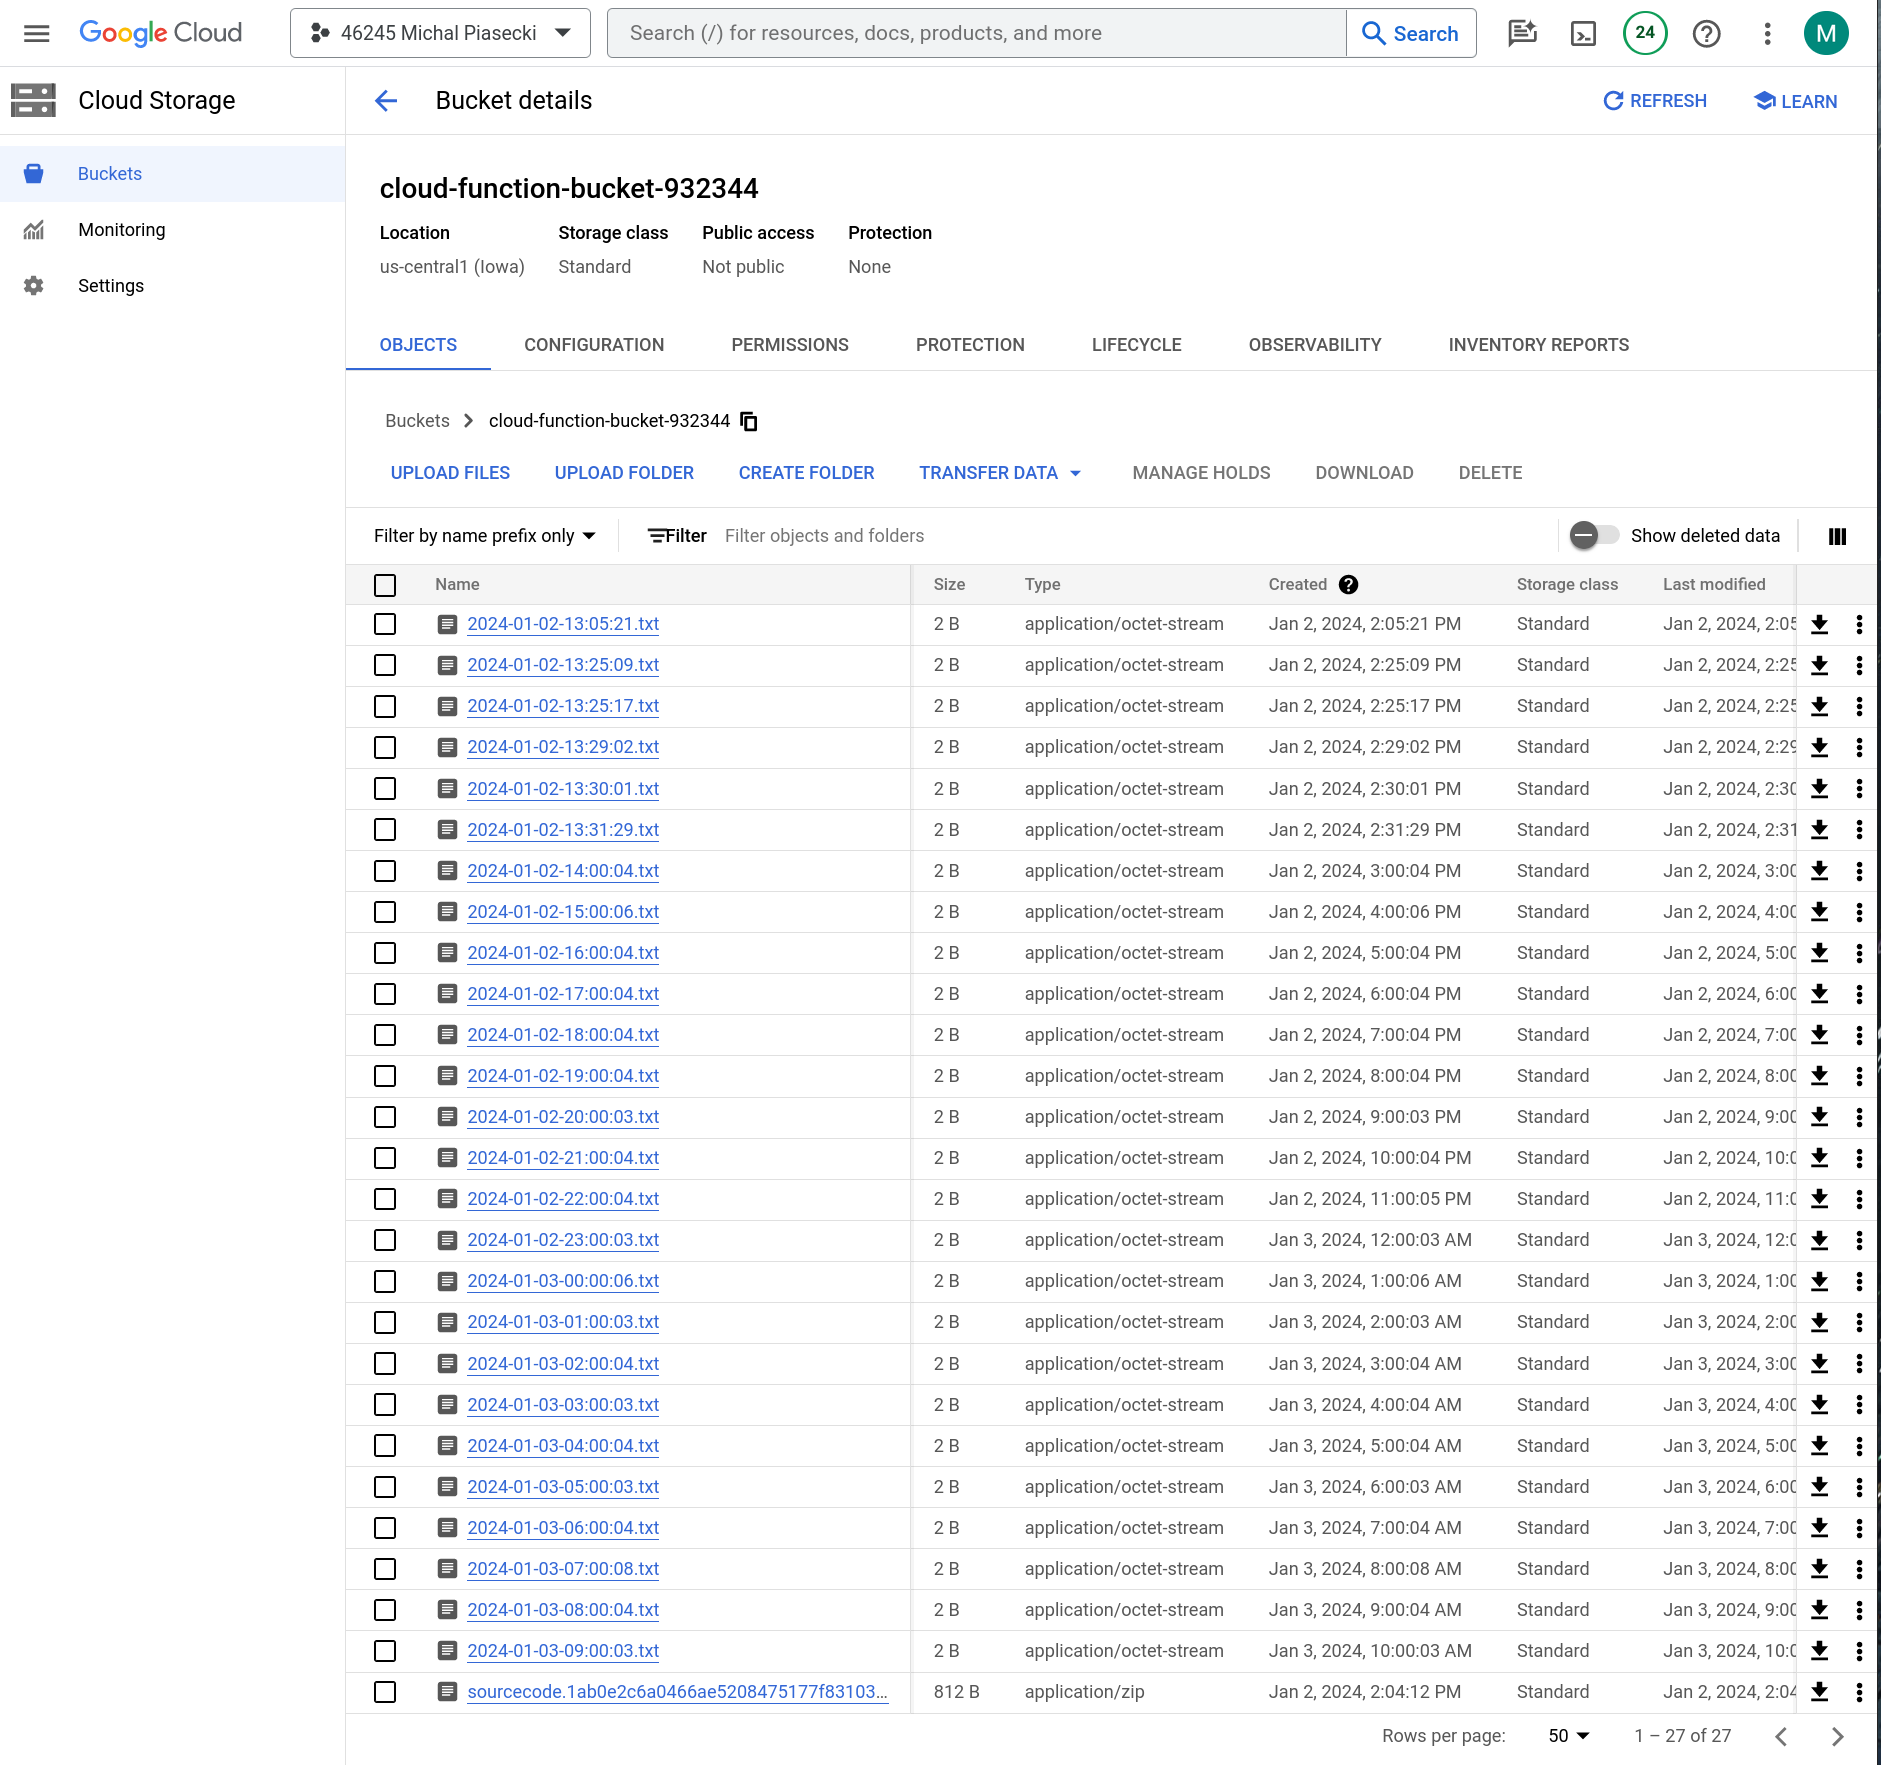 Google Cloud
46245 Michal Piasecki
Search (/) for resources, docs, products, and more
Search
24
M
Cloud Storage
Bucket details
REFRESH
LEARN
Buckets
Monitoring
Settings
cloud-function-bucket-932344
Location Storage class Public access Protection
us-central1 (Iowa) Standard Not public None
OBJECTS CONFIGURATION PERMISSIONS PROTECTION LIFECYCLE OBSERVABILITY INVENTORY REPORTS
Buckets cloud-function-bucket-932344
UPLOAD FILES UPLOAD FOLDER CREATE FOLDER TRANSFER DATA MANAGE HOLDS DOWNLOAD DELETE
Filter by name prefix only Filter Filter objects and folders Show deleted data
Name Size Type Created Storage class Last modified
2024-01-02-13:05:21.txt 2 B application/octet-stream Jan 2, 2024, 2:05:21 PM Standard Jan 2, 2024, 2:05
2024-01-02-13:25:09.txt 2 B application/octet-stream Jan 2, 2024, 2:25:09 PM Standard Jan 2, 2024, 2:25
2024-01-02-13:25:17.txt 2 B application/octet-stream Jan 2, 2024, 2:25:17 PM Standard Jan 2, 2024, 2:25
2024-01-02-13:29:02.txt 2 B application/octet-stream Jan 2, 2024, 2:29:02 PM Standard Jan 2, 2024, 2:29
2024-01-02-13:30:01.txt 2 B application/octet-stream Jan 2, 2024, 2:30:01 PM Standard Jan 2, 2024, 2:30
2024-01-02-13:31:29.txt 2 B application/octet-stream Jan 2, 2024, 2:31:29 PM Standard Jan 2, 2024, 2:31
2024-01-02-14:00:04.txt 2 B application/octet-stream Jan 2, 2024, 3:00:04 PM Standard Jan 2, 2024, 3:00
2024-01-02-15:00:06.txt 2 B application/octet-stream Jan 2, 2024, 4:00:06 PM Standard Jan 2, 2024, 4:00
2024-01-02-16:00:04.txt 2 B application/octet-stream Jan 2, 2024, 5:00:04 PM Standard Jan 2, 2024, 5:00
2024-01-02-17:00:04.txt 2 B application/octet-stream Jan 2, 2024, 6:00:04 PM Standard Jan 2, 2024, 6:00
2024-01-02-18:00:04.txt 2 B application/octet-stream Jan 2, 2024, 7:00:04 PM Standard Jan 2, 2024, 7:00
2024-01-02-19:00:04.txt 2 B application/octet-stream Jan 2, 2024, 8:00:04 PM Standard Jan 2, 2024, 8:00
2024-01-02-20:00:03.txt 2 B application/octet-stream Jan 2, 2024, 9:00:03 PM Standard Jan 2, 2024, 9:00
2024-01-02-21:00:04.txt 2 B application/octet-stream Jan 2, 2024, 10:00:04 PM Standard Jan 2, 2024, 10:0
2024-01-02-22:00:04.txt 2 B application/octet-stream Jan 2, 2024, 11:00:05 PM Standard Jan 2, 2024, 11:0
2024-01-02-23:00:03.txt 2 B application/octet-stream Jan 3, 2024, 12:00:03 AM Standard Jan 3, 2024, 12:0
2024-01-03-00:00:06.txt 2 B application/octet-stream Jan 3, 2024, 1:00:06 AM Standard Jan 3, 2024, 1:00
2024-01-03-01:00:03.txt 2 B application/octet-stream Jan 3, 2024, 2:00:03 AM Standard Jan 3, 2024, 2:00
2024-01-03-02:00:04.txt 2 B application/octet-stream Jan 3, 2024, 3:00:04 AM Standard Jan 3, 2024, 3:00
2024-01-03-03:00:03.txt 2 B application/octet-stream Jan 3, 2024, 4:00:04 AM Standard Jan 3, 2024, 4:00
2024-01-03-04:00:04.txt 2 B application/octet-stream Jan 3, 2024, 5:00:04 AM Standard Jan 3, 2024, 5:00
2024-01-03-05:00:03.txt 2 B application/octet-stream Jan 3, 2024, 6:00:03 AM Standard Jan 3, 2024, 6:00
2024-01-03-06:00:04.txt 2 B application/octet-stream Jan 3, 2024, 7:00:04 AM Standard Jan 3, 2024, 7:00
2024-01-03-07:00:08.txt 2 B application/octet-stream Jan 3, 2024, 8:00:08 AM Standard Jan 3, 2024, 8:00
2024-01-03-08:00:04.txt 2 B application/octet-stream Jan 3, 2024, 9:00:04 AM Standard Jan 3, 2024, 9:00
2024-01-03-09:00:03.txt 2 B application/octet-stream Jan 3, 2024, 10:00:03 AM Standard Jan 3, 2024, 10:0
sourcecode.1ab0e2c6a0466ae5208475177f83103... 812 B application/zip Jan 2, 2024, 2:04:12 PM Standard Jan 2, 2024, 2:04
Rows per page: 50 1 – 27 of 27